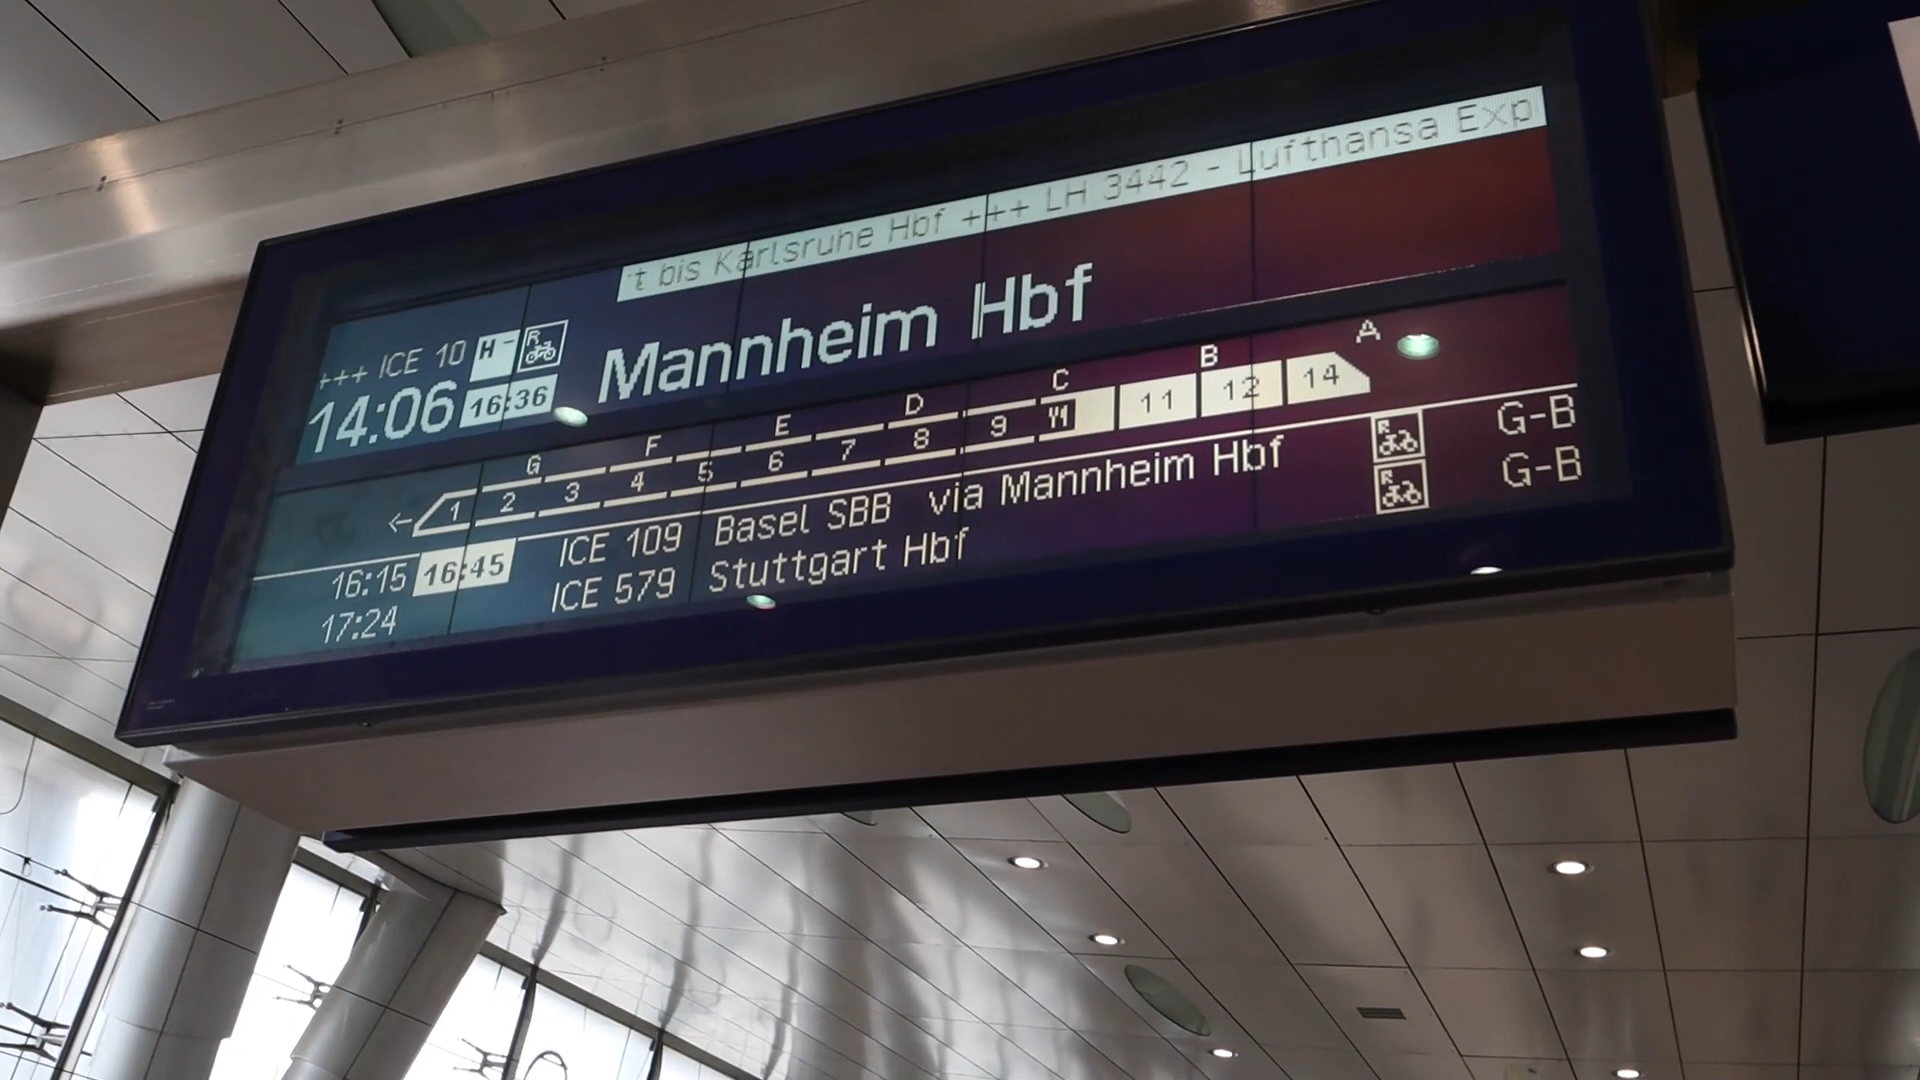 t bis Karlsruhe Hbf +++ LH 3442 - Lufthansa Exp
+++ ICE 10 H - R
14:06 16:36 Mannheim Hbf
G F E D C B A
← 1 2 3 4 5 6 7 8 9 11 12 14
16:15 16:45 ICE 109 Basel SBB via Mannheim Hbf R G-B
17:24 ICE 579 Stuttgart Hbf R G-B